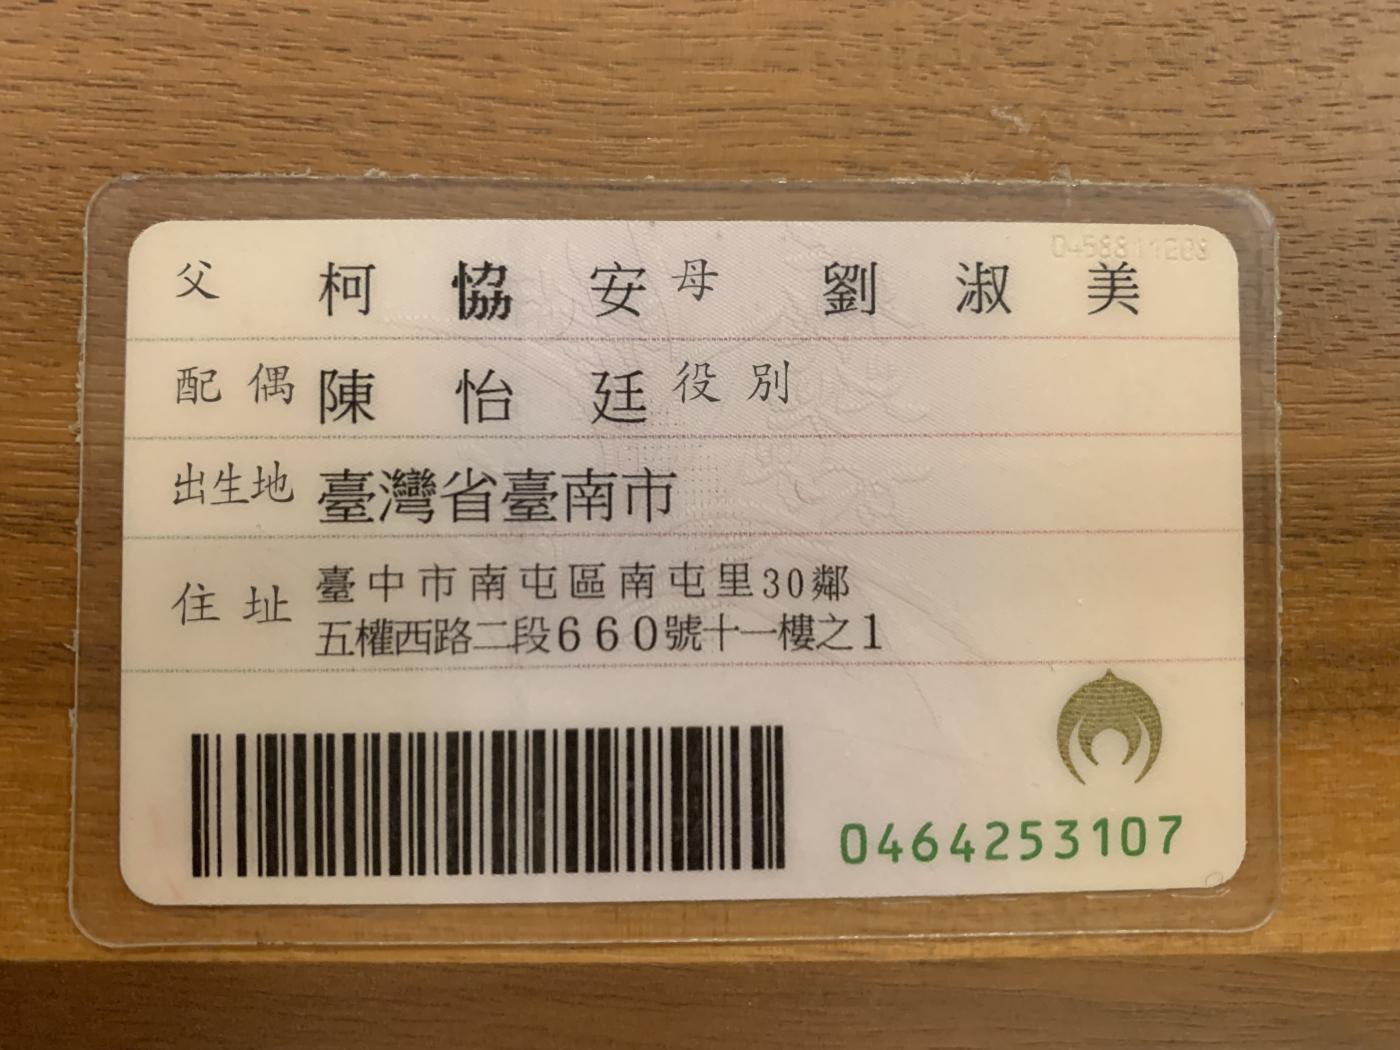 0458811208
父 柯恊安 母 劉淑美
配偶 陳怡廷 役別
出生地 臺灣省臺南市
住址 臺中市南屯區南屯里30鄰
五權西路二段660號十一樓之1
0464253107